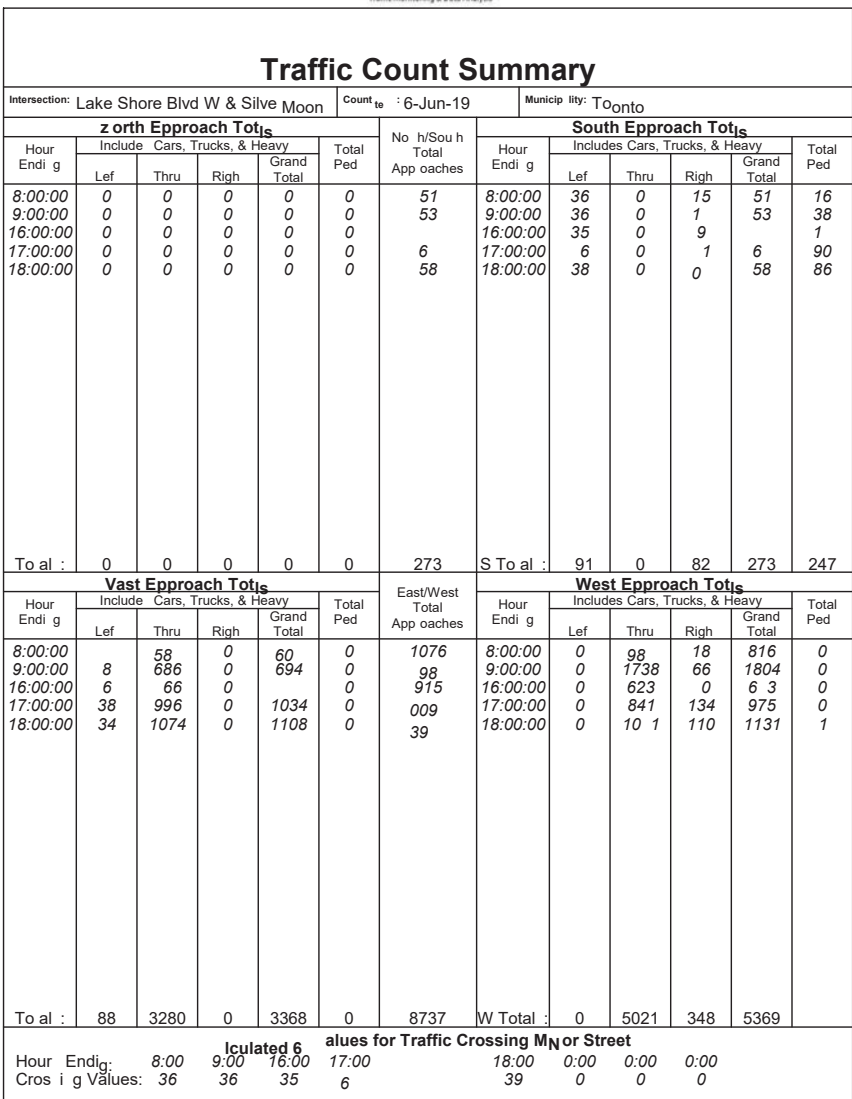 Traffic Count Summary
Intersection: Lake Shore Blvd W & Silve Moon Count te : 6-Jun-19 Municip lity: Toonto
z orth Epproach Totls No h/Sou h Total App oaches South Epproach Totls
Hour Endi g Include Cars, Trucks, & Heavy Total Ped Hour Endi g Includes Cars, Trucks, & Heavy Total Ped
Lef Thru Righ Grand Total Lef Thru Righ Grand Total
8:00:00 0 0 0 0 0 51 8:00:00 36 0 15 51 16
9:00:00 0 0 0 0 0 53 9:00:00 36 0 1 53 38
16:00:00 0 0 0 0 0 16:00:00 35 0 9 1
17:00:00 0 0 0 0 0 6 17:00:00 6 0 1 6 90
18:00:00 0 0 0 0 0 58 18:00:00 38 0 0 58 86
To al : 0 0 0 0 0 273 S To al : 91 0 82 273 247
Vast Epproach Totls East/West Total App oaches West Epproach Totls
Hour Endi g Include Cars, Trucks, & Heavy Total Ped Hour Endi g Includes Cars, Trucks, & Heavy Total Ped
Lef Thru Righ Grand Total Lef Thru Righ Grand Total
8:00:00 58 0 60 0 1076 8:00:00 0 98 18 816 0
9:00:00 8 686 0 694 0 98 9:00:00 0 1738 66 1804 0
16:00:00 6 66 0 0 915 16:00:00 0 623 0 6 3 0
17:00:00 38 996 0 1034 0 009 17:00:00 0 841 134 975 0
18:00:00 34 1074 0 1108 0 39 18:00:00 0 10 1 110 1131 1
To al : 88 3280 0 3368 0 8737 W Total : 0 5021 348 5369
lculated 6 alues for Traffic Crossing MNor Street
Hour Endig: 8:00 9:00 16:00 17:00 18:00 0:00 0:00 0:00
Cros i g Values: 36 36 35 6 39 0 0 0